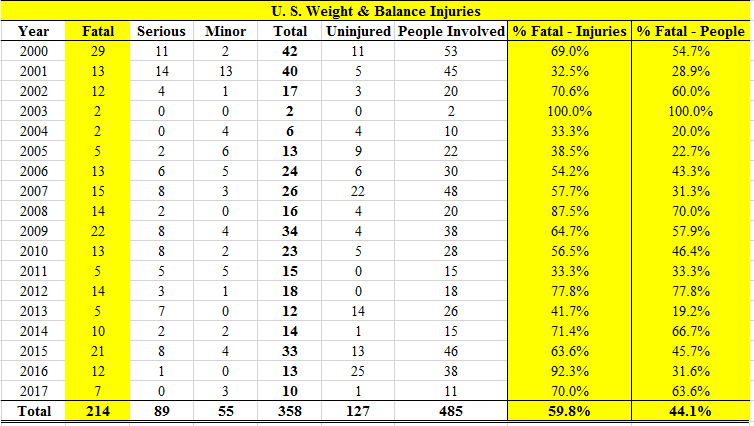 U. S. Weight & Balance Injuries
Year Fatal Serious Minor Total Uninjured People Involved % Fatal - Injuries % Fatal - People
2000 29 11 2 42 11 53 69.0% 54.7%
2001 13 14 13 40 5 45 32.5% 28.9%
2002 12 4 1 17 3 20 70.6% 60.0%
2003 2 0 0 2 0 2 100.0% 100.0%
2004 2 0 4 6 4 10 33.3% 20.0%
2005 5 2 6 13 9 22 38.5% 22.7%
2006 13 6 5 24 6 30 54.2% 43.3%
2007 15 8 3 26 22 48 57.7% 31.3%
2008 14 2 0 16 4 20 87.5% 70.0%
2009 22 8 4 34 4 38 64.7% 57.9%
2010 13 8 2 23 5 28 56.5% 46.4%
2011 5 5 5 15 0 15 33.3% 33.3%
2012 14 3 1 18 0 18 77.8% 77.8%
2013 5 7 0 12 14 26 41.7% 19.2%
2014 10 2 2 14 1 15 71.4% 66.7%
2015 21 8 4 33 13 46 63.6% 45.7%
2016 12 1 0 13 25 38 92.3% 31.6%
2017 7 0 3 10 1 11 70.0% 63.6%
Total 214 89 55 358 127 485 59.8% 44.1%